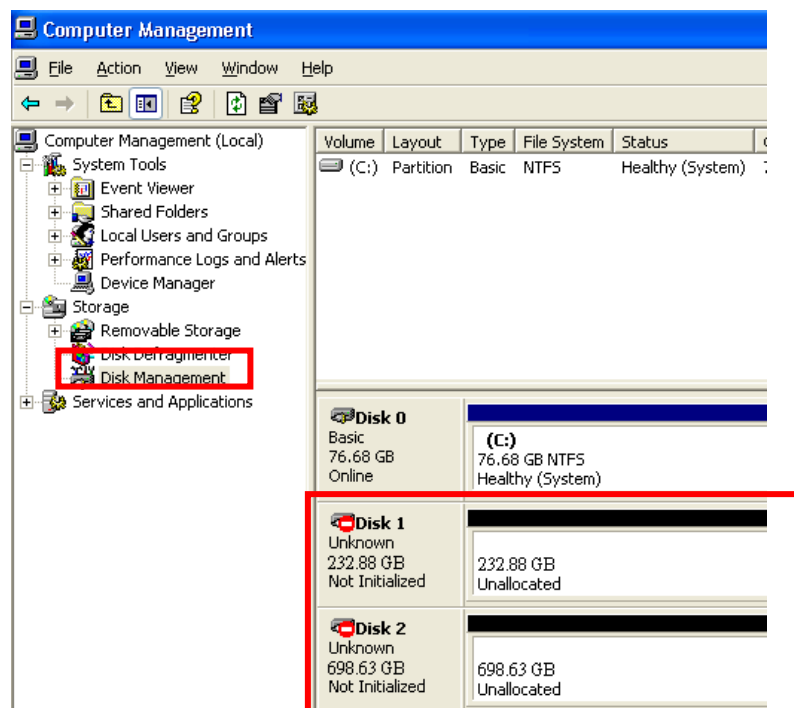 Computer Management
File Action View Window Help
Computer Management (Local)
System Tools
Event Viewer
Shared Folders
Local Users and Groups
Performance Logs and Alerts
Device Manager
Storage
Removable Storage
Disk Defragmenter
Disk Management
Services and Applications
Volume Layout Type File System Status
(C:) Partition Basic NTFS Healthy (System)
Disk 0
Basic
76.68 GB
Online
(C:)
76.68 GB NTFS
Healthy (System)
Disk 1
Unknown
232.88 GB
Not Initialized
232.88 GB
Unallocated
Disk 2
Unknown
698.63 GB
Not Initialized
698.63 GB
Unallocated